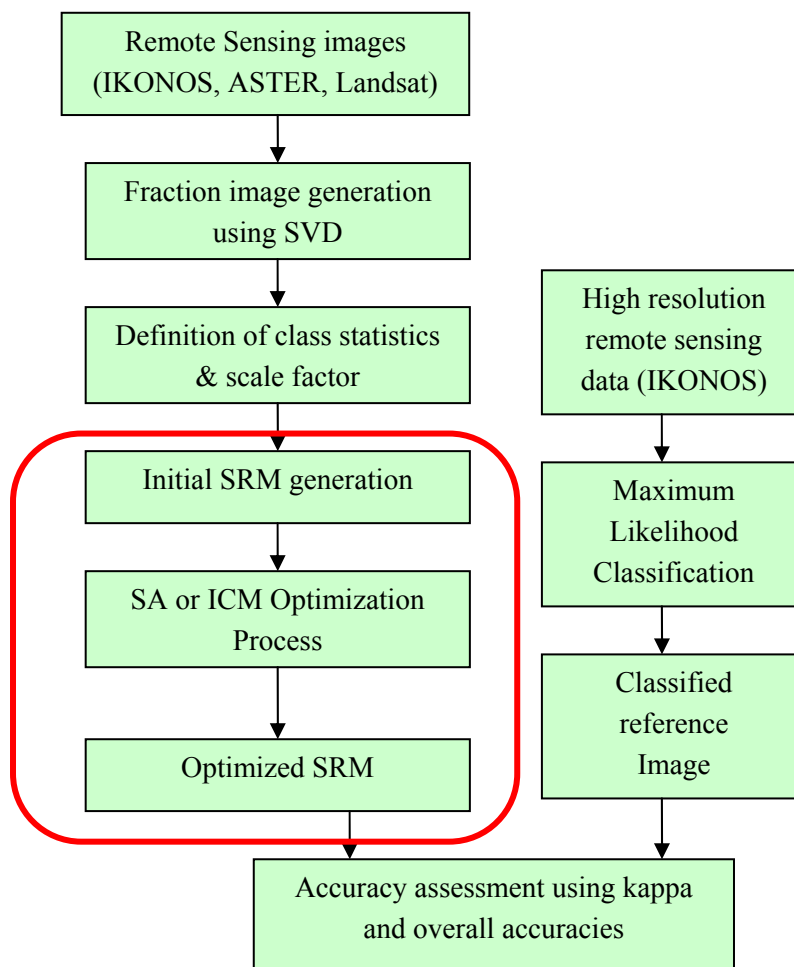 Remote Sensing images
(IKONOS, ASTER, Landsat)
Fraction image generation
using SVD
Definition of class statistics
& scale factor
Initial SRM generation
SA or ICM Optimization
Process
Optimized SRM
High resolution
remote sensing
data (IKONOS)
Maximum
Likelihood
Classification
Classified
reference
Image
Accuracy assessment using kappa
and overall accuracies